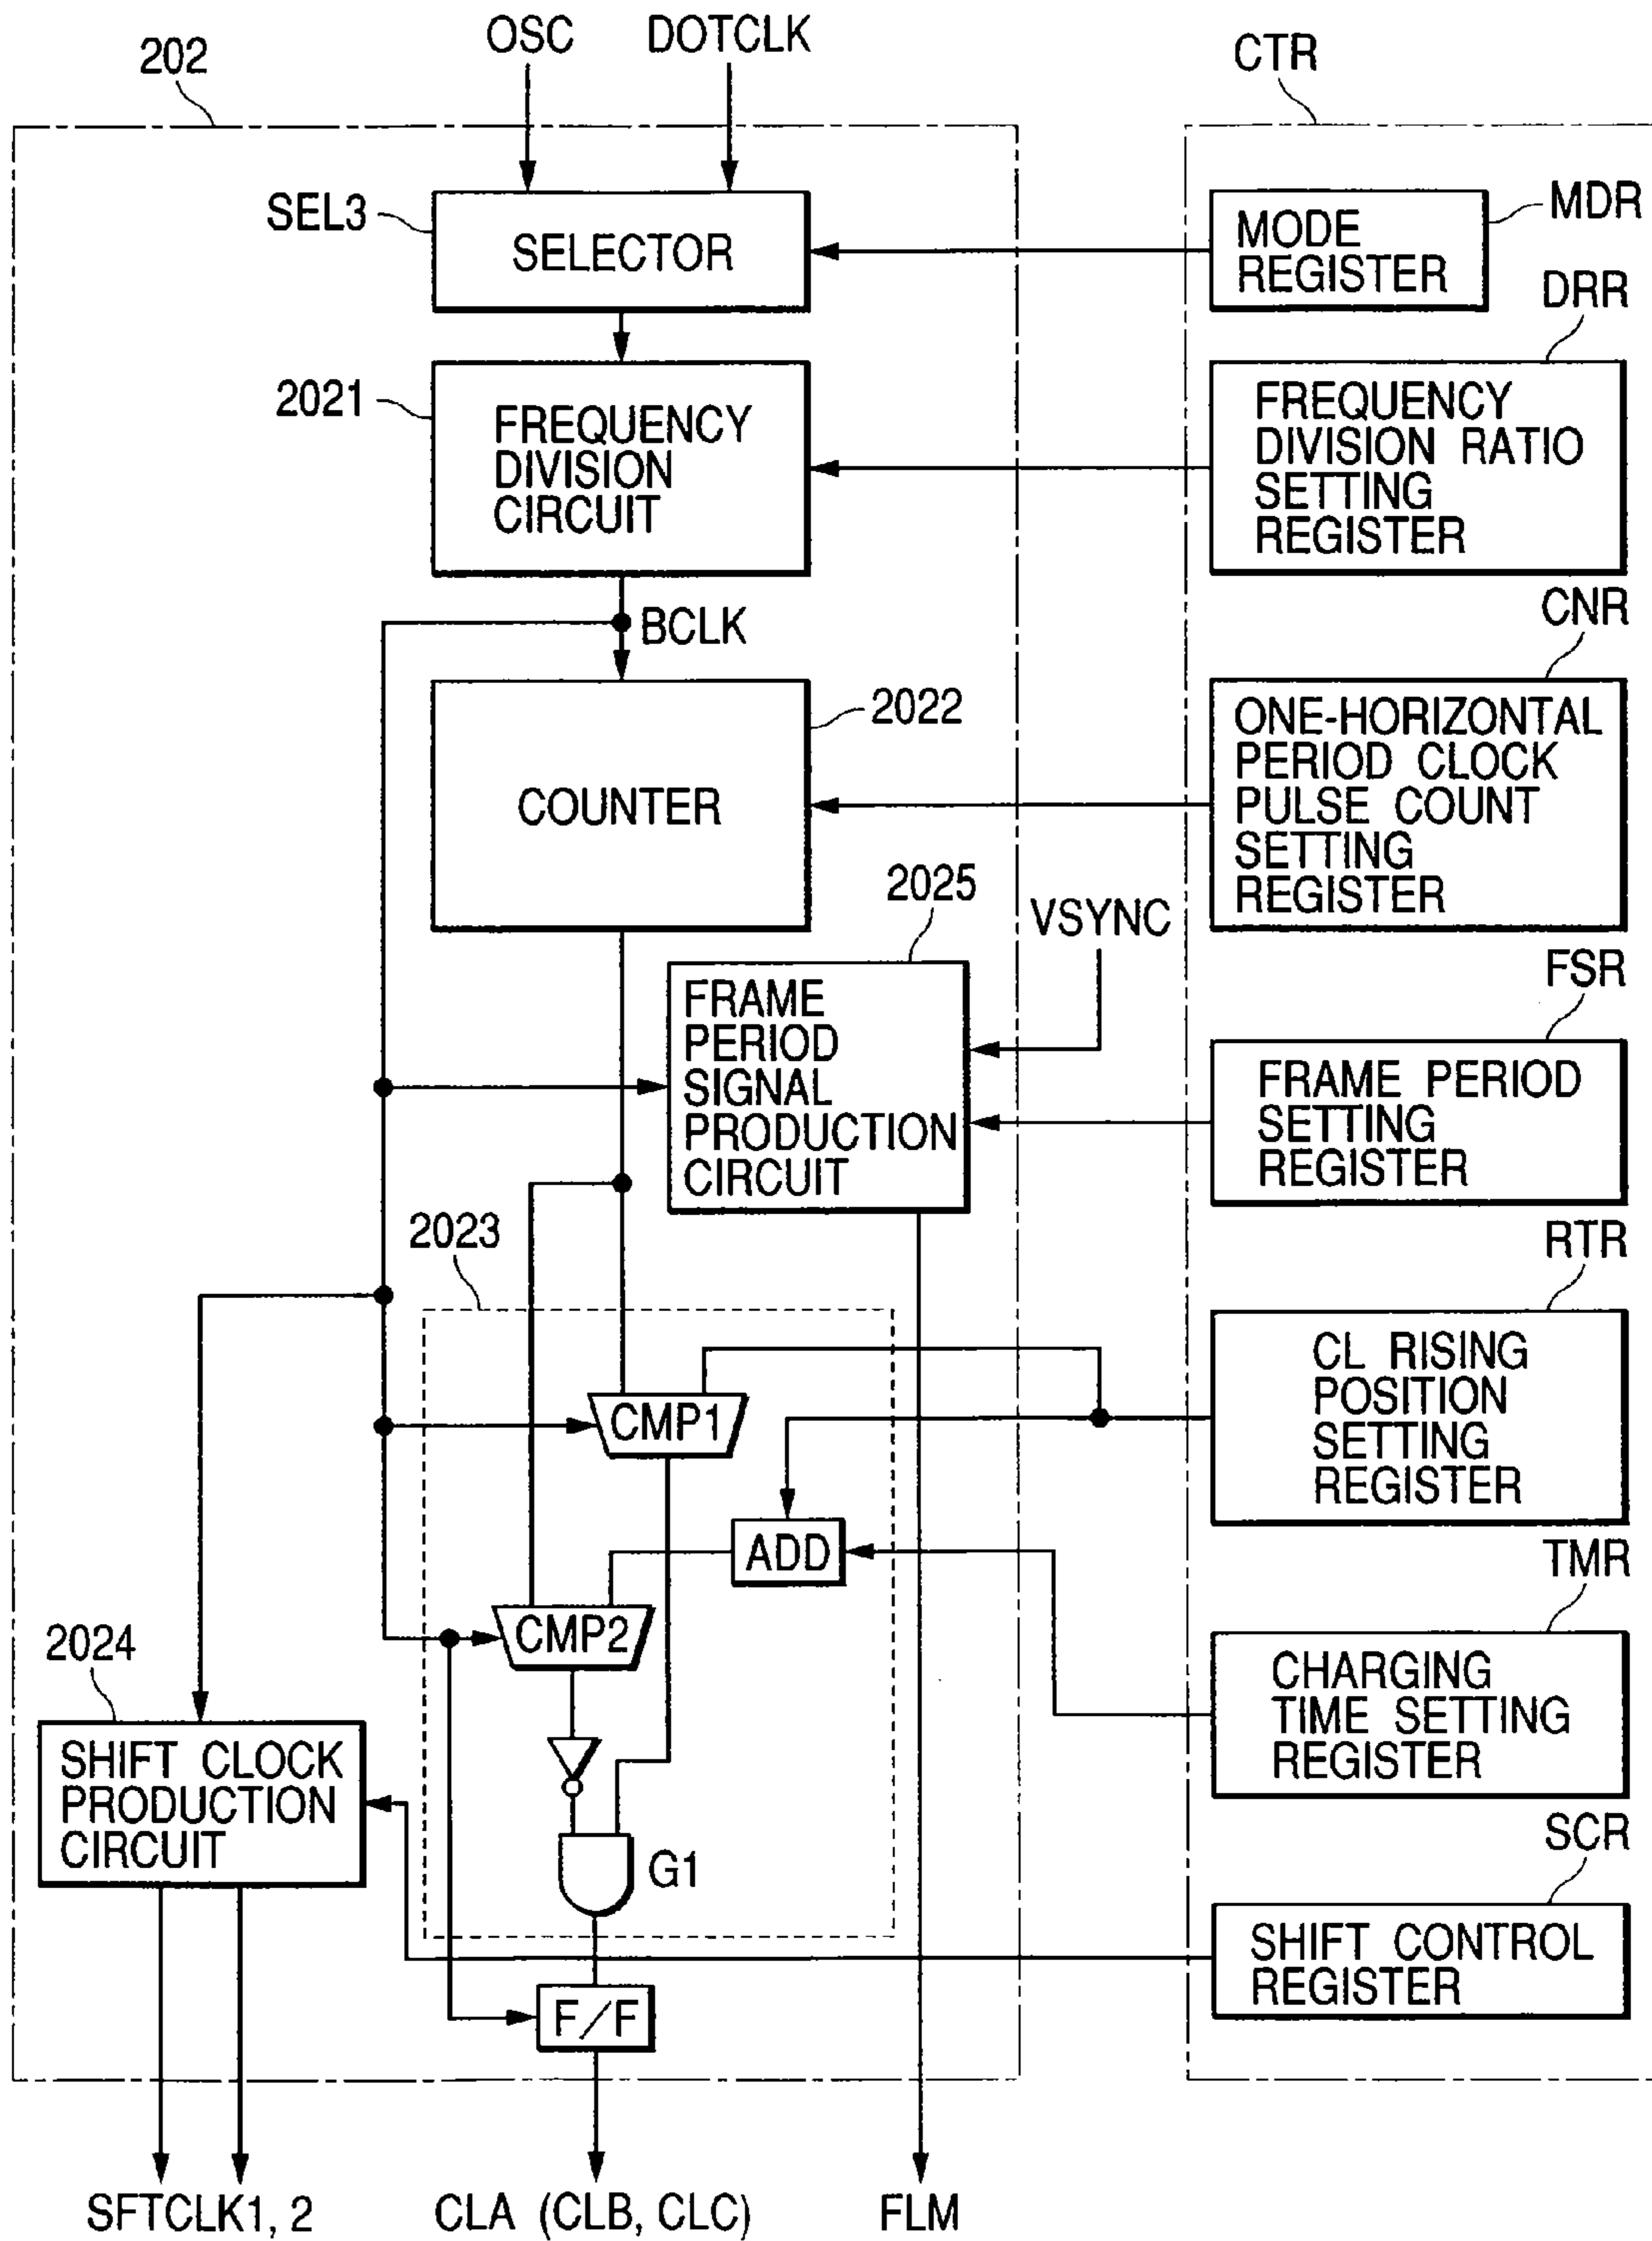 OSC
DOTCLK
202
CTR
SEL3
SELECTOR
MODE
REGISTER
MDR
DRR
2021
FREQUENCY
DIVISION
CIRCUIT
FREQUENCY
DIVISION RATIO
SETTING
REGISTER
BCLK
CNR
2022
COUNTER
ONE-HORIZONTAL
PERIOD CLOCK
PULSE COUNT
SETTING
REGISTER
2025
VSYNC
FSR
FRAME
PERIOD
SIGNAL
PRODUCTION
CIRCUIT
FRAME PERIOD
SETTING
REGISTER
2023
RTR
CMP1
CL RISING
POSITION
SETTING
REGISTER
ADD
TMR
CMP2
2024
CHARGING
TIME SETTING
REGISTER
SHIFT CLOCK
PRODUCTION
CIRCUIT
G1
SCR
SHIFT CONTROL
REGISTER
F/F
SFTCLK1, 2
CLA (CLB, CLC)
FLM